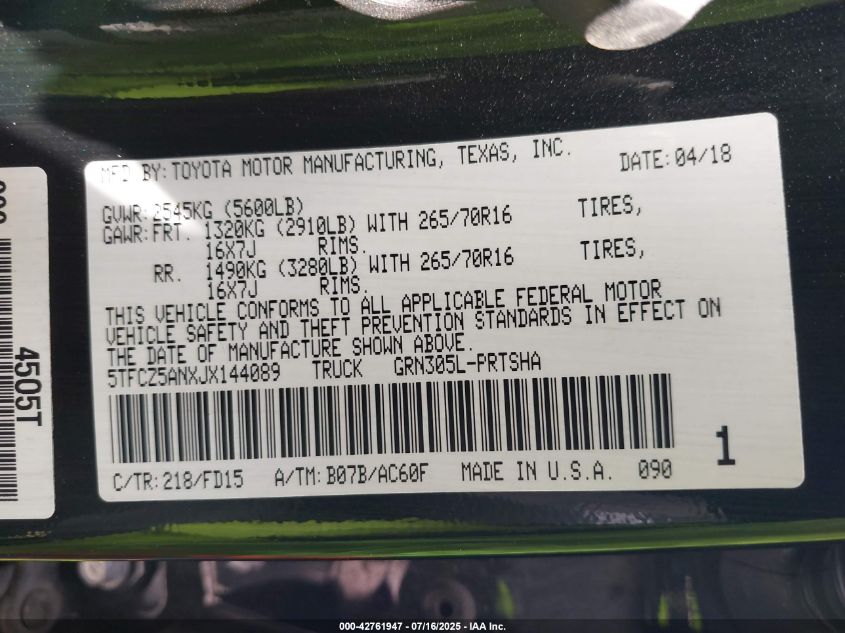 MFD BY: TOYOTA MOTOR MANUFACTURING, TEXAS, INC. DATE: 04/18
GVWR: 2545KG (5600LB)
GAWR: FRT. 1320KG (2910LB) WITH 265/70R16 TIRES,
16X7J RIMS.
RR. 1490KG (3280LB) WITH 265/70R16 TIRES,
16X7J RIMS.
THIS VEHICLE CONFORMS TO ALL APPLICABLE FEDERAL MOTOR
VEHICLE SAFETY AND THEFT PREVENTION STANDARDS IN EFFECT ON
THE DATE OF MANUFACTURE SHOWN ABOVE.
5TFCZ5ANXJX144089 TRUCK GRN305L-PRTSHA
1
C/TR: 218/FD15 A/TM: B07B/AC60F MADE IN U.S.A. 090
4505T
000-42761947 - 07/16/2025 - IAA Inc.